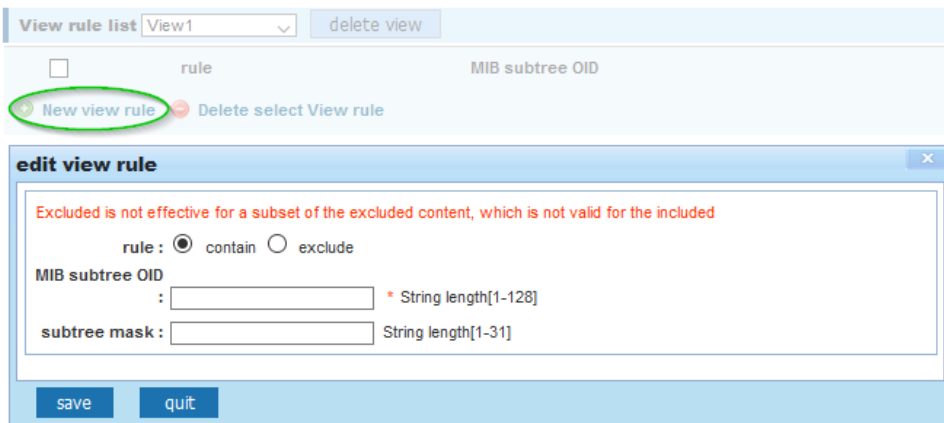 View rule list View1 delete view
rule MIB subtree OID
New view rule Delete select View rule
edit view rule x
Excluded is not effective for a subset of the excluded content, which is not valid for the included
rule : contain exclude
MIB subtree OID
: * String length[1-128]
subtree mask : String length[1-31]
save quit